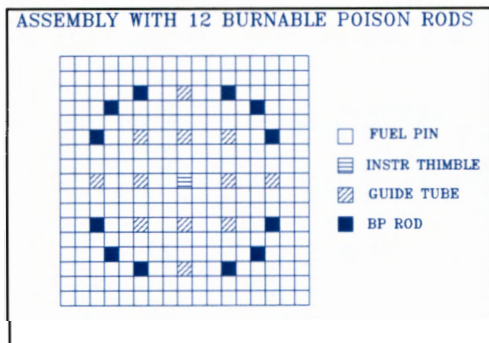 ASSEMBLY WITH 12 BURNABLE POISON RODS
FUEL PIN
INSTR THIMBLE
GUIDE TUBE
BP ROD